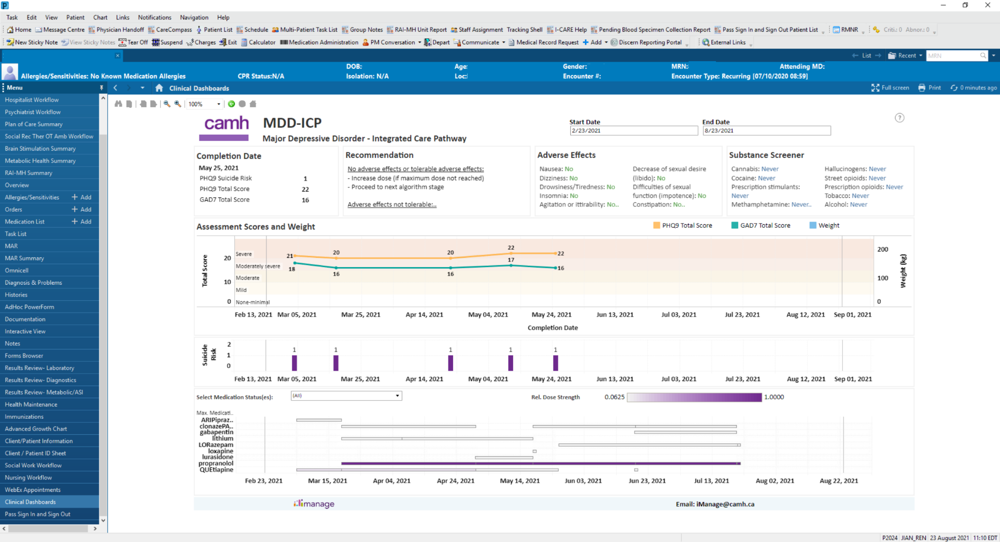 P
Task Edit View Patient Chart Links Notifications Navigation Help
Home Message Centre Physician Handoff CareCompass Patient List Schedule Multi-Patient Task List Group Notes RAI-MH Unit Report Staff Assignment Tracking Shell I-CARE Help Pending Blood Specimen Collection Report Pass Sign In and Sign Out Patient List RMNR Criti.: 0 Abnor.: 0
New Sticky Note View Sticky Notes Tear Off Suspend Charges Exit Calculator Medication Administration PM Conversation Depart Communicate Medical Record Request Add Discern Reporting Portal External Links
List Recent MRN
DOB: Age: Gender: MRN: Attending MD:
Allergies/Sensitivities: No Known Medication Allergies CPR Status:N/A Isolation: N/A Loc: Encounter #: Encounter Type: Recurring [07/10/2020 08:59]
Menu Clinical Dashboards Full screen Print 0 minutes ago
Hospitalist Workflow
Psychiatrist Workflow
Plan of Care Summary
Social Rec Ther OT Amb Workflow
Brain Stimulation Summary
Metabolic Health Summary
RAI-MH Summary
Overview
Allergies/Sensitivities + Add
Orders + Add
Medication List + Add
Task List
MAR
MAR Summary
Omnicell
Diagnosis & Problems
Histories
AdHoc PowerForm
Documentation
Interactive View
Notes
Forms Browser
Results Review- Laboratory
Results Review- Diagnostics
Results Review- Metabolic/ASI
Health Maintenance
Immunizations
Advanced Growth Chart
Client/Patient Information
Client / Patient ID Sheet
Social Work Workflow
Nursing Workflow
WebEx Appointments
Clinical Dashboards
Pass Sign In and Sign Out
100%
camh MDD-ICP
Major Depressive Disorder - Integrated Care Pathway
Start Date End Date
2/23/2021 8/23/2021
?
Completion Date
May 25, 2021
PHQ9 Suicide Risk 1
PHQ9 Total Score 22
GAD7 Total Score 16
Recommendation
No adverse effects or tolerable adverse effects:
- Increase dose (if maximum dose not reached)
- Proceed to next algorithm stage
Adverse effects not tolerable:..
Adverse Effects
Nausea: No
Dizziness: No
Drowsiness/Tiredness: No
Insomnia: No
Agitation or ittirability: No..
Decrease of sexual desire
(libido): No
Difficulties of sexual
function (impotence): No
Constipation: No..
Substance Screener
Cannabis: Never
Cocaine: Never
Prescription stimulants:
Never
Methamphetamine: Never..
Hallucinogens: Never
Street opioids: Never
Prescription opioids: Never
Tobacco: Never
Alcohol: Never
Assessment Scores and Weight
PHQ9 Total Score GAD7 Total Score Weight
Total Score
20
10
0
Severe
Moderately severe
Moderate
Mild
None-minimal
21 20 20 22 22
18 16 16 17 16
200
100
0
Weight (kg)
Feb 13, 2021 Mar 05, 2021 Mar 25, 2021 Apr 14, 2021 May 04, 2021 May 24, 2021 Jun 13, 2021 Jul 03, 2021 Jul 23, 2021 Aug 12, 2021 Sep 01, 2021
Completion Date
Suicide
Risk
2
1
0
1 1 1 1 1
Feb 13, 2021 Mar 05, 2021 Mar 25, 2021 Apr 14, 2021 May 04, 2021 May 24, 2021 Jun 13, 2021 Jul 03, 2021 Jul 23, 2021 Aug 12, 2021 Sep 01, 2021
Select Medication Status(es): (All) Rel. Dose Strength 0.0625 1.0000
Max. Medicati..
ARIPipraz..
clonazePA..
gabapentin
lithium
LORazepam
loxapine
lurasidone
propranolol
QUEtiapine
Feb 23, 2021 Mar 15, 2021 Apr 04, 2021 Apr 24, 2021 May 14, 2021 Jun 03, 2021 Jun 23, 2021 Jul 13, 2021 Aug 02, 2021 Aug 22, 2021
imanage Email: iManage@camh.ca
P2024 JIAN_REN 23 August 2021 11:10 EDT